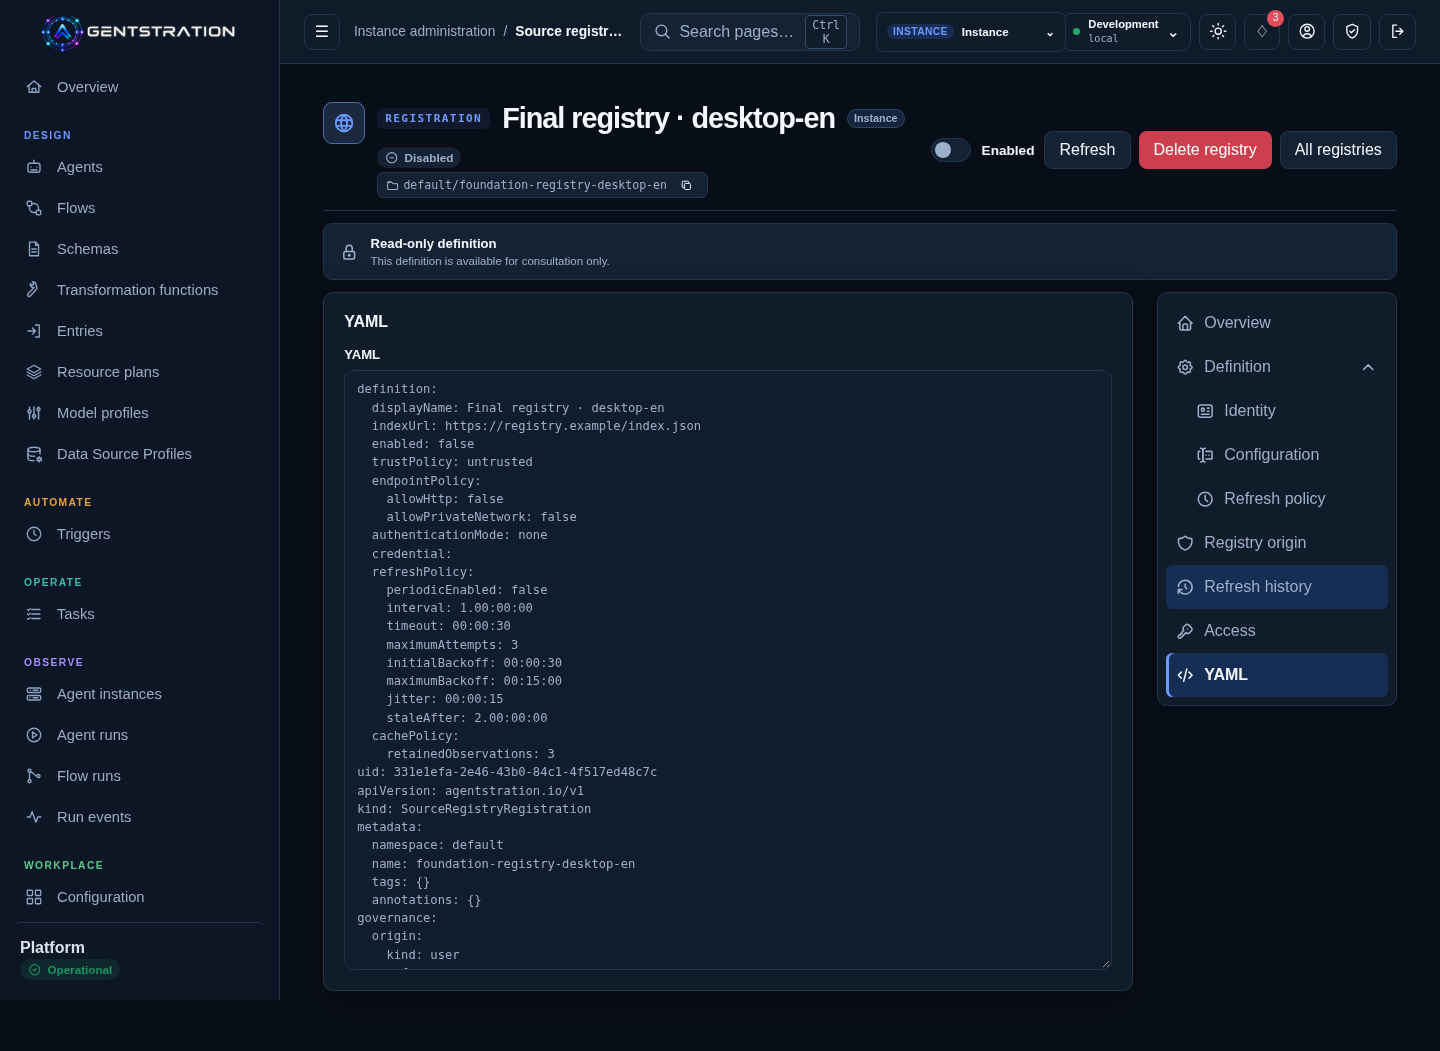 GENTSTRATION
Overview
DESIGN
Agents
Flows
Schemas
Transformation functions
Entries
Resource plans
Model profiles
Data Source Profiles
AUTOMATE
Triggers
OPERATE
Tasks
OBSERVE
Agent instances
Agent runs
Flow runs
Run events
WORKPLACE
Configuration
Platform
Operational
Instance administration / Source registr…
Search pages… Ctrl K
INSTANCE Instance
Development
local
3
REGISTRATION Final registry · desktop-en Instance
Disabled
default/foundation-registry-desktop-en
Enabled Refresh Delete registry All registries
Read-only definition
This definition is available for consultation only.
YAML
YAML
definition:
  displayName: Final registry · desktop-en
  indexUrl: https://registry.example/index.json
  enabled: false
  trustPolicy: untrusted
  endpointPolicy:
    allowHttp: false
    allowPrivateNetwork: false
  authenticationMode: none
  credential:
  refreshPolicy:
    periodicEnabled: false
    interval: 1.00:00:00
    timeout: 00:00:30
    maximumAttempts: 3
    initialBackoff: 00:00:30
    maximumBackoff: 00:15:00
    jitter: 00:00:15
    staleAfter: 2.00:00:00
  cachePolicy:
    retainedObservations: 3
uid: 331e1efa-2e46-43b0-84c1-4f517ed48c7c
apiVersion: agentstration.io/v1
kind: SourceRegistryRegistration
metadata:
  namespace: default
  name: foundation-registry-desktop-en
  tags: {}
  annotations: {}
governance:
  origin:
    kind: user
Overview
Definition
Identity
Configuration
Refresh policy
Registry origin
Refresh history
Access
YAML